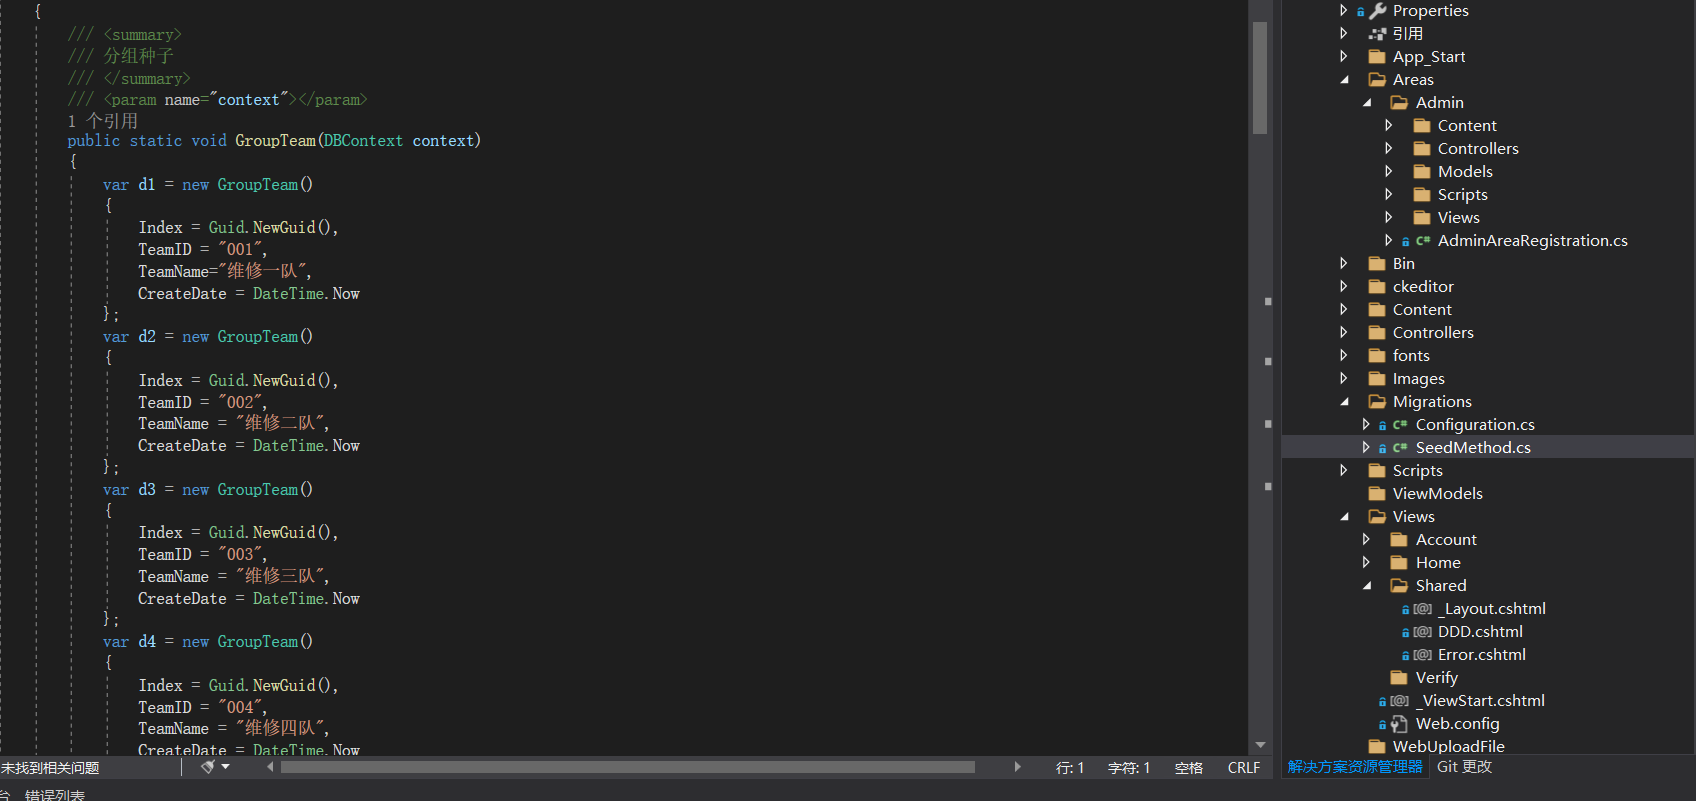 {
/// <summary>
/// 分组种子
/// </summary>
/// <param name="context"></param>
1 个引用
public static void GroupTeam(DBContext context)
{
var d1 = new GroupTeam()
{
Index = Guid.NewGuid(),
TeamID = "001",
TeamName="维修一队",
CreateDate = DateTime.Now
};
var d2 = new GroupTeam()
{
Index = Guid.NewGuid(),
TeamID = "002",
TeamName = "维修二队",
CreateDate = DateTime.Now
};
var d3 = new GroupTeam()
{
Index = Guid.NewGuid(),
TeamID = "003",
TeamName = "维修三队",
CreateDate = DateTime.Now
};
var d4 = new GroupTeam()
{
Index = Guid.NewGuid(),
TeamID = "004",
TeamName = "维修四队",
CreateDate = DateTime.Now
未找到相关问题
行: 1 字符: 1 空格 CRLF
台 错误列表
Properties
引用
App_Start
Areas
Admin
Content
Controllers
Models
Scripts
Views
C# AdminAreaRegistration.cs
Bin
ckeditor
Content
Controllers
fonts
Images
Migrations
C# Configuration.cs
C# SeedMethod.cs
Scripts
ViewModels
Views
Account
Home
Shared
[@] _Layout.cshtml
[@] DDD.cshtml
[@] Error.cshtml
Verify
[@] _ViewStart.cshtml
Web.config
WebUploadFile
解决方案资源管理器 Git 更改